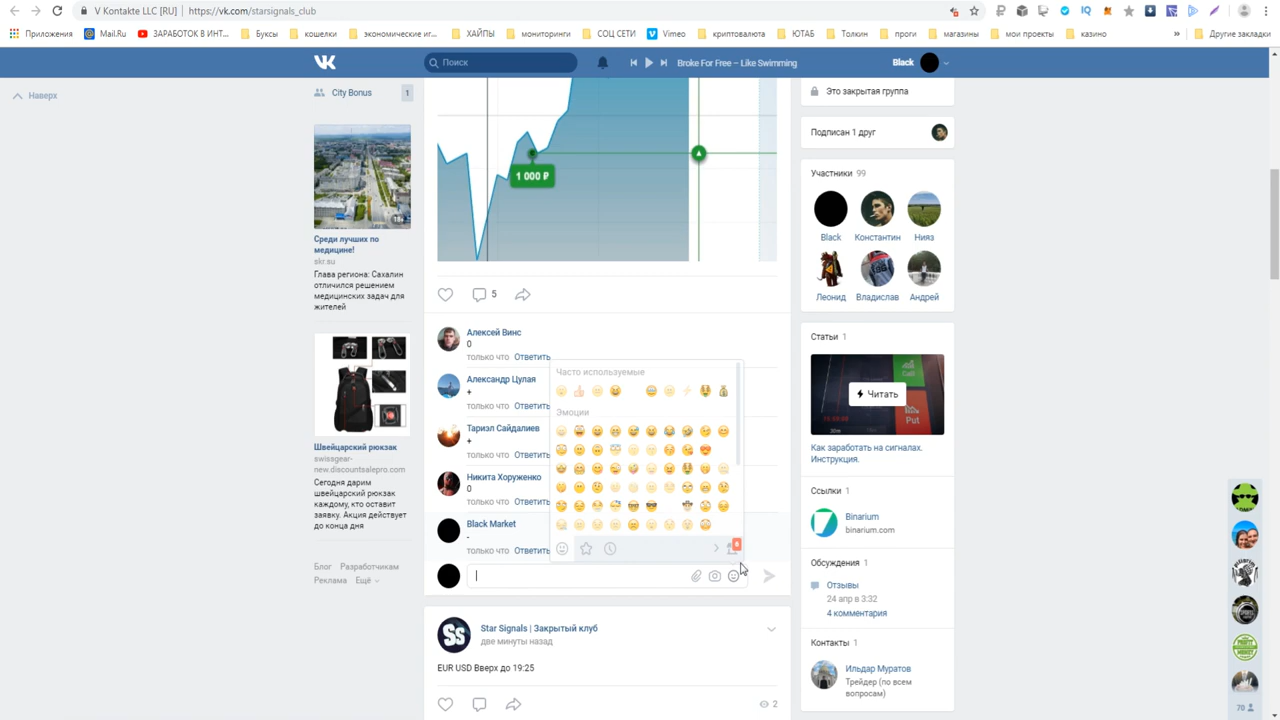 V Kontakte LLC [RU]
https://vk.com/starsignals_club
Приложения
Mail.Ru
ЗАРАБОТОК В ИНТ...
Буксы
кошелки
экономические иг...
ХАЙПЫ
мониторинги
СОЦ СЕТИ
Vimeo
криптовалюта
ЮТАБ
Толкин
проги
магазины
мои проекты
казино
»
Другие закладки
Поиск
Broke For Free – Like Swimming
Black
Наверх
City Bonus
1
18+
Среди лучших по
медицине!
skr.su
Глава региона: Сахалин
отличился решением
медицинских задач для
жителей
Швейцарский рюкзак
swissgear-
new.discountsalepro.com
Сегодня дарим
швейцарский рюкзак
каждому, кто оставит
заявку. Акция действует
до конца дня
Блог Разработчикам
Реклама Ещё
1 000 ₽
5
Алексей Винс
0
только что Ответить
Александр Цулая
+
только что Ответить
Тариэл Сайдалиев
+
только что Ответить
Никита Хоруженко
0
только что Ответить
Black Market
-
только что Ответить
Часто используемые
Эмоции
Star Signals | Закрытый клуб
две минуты назад
EUR USD Вверх до 19:25
2
Это закрытая группа
Подписан 1 друг
Участники 99
Black
Константин
Нияз
Леонид
Владислав
Андрей
Статьи 1
Call
Put
Читать
Как заработать на сигналах.
Инструкция.
Ссылки 1
Binarium
binarium.com
Обсуждения 1
Отзывы
24 апр в 3:32
4 комментария
Контакты 1
Ильдар Муратов
Трейдер (по всем
вопросам)
70